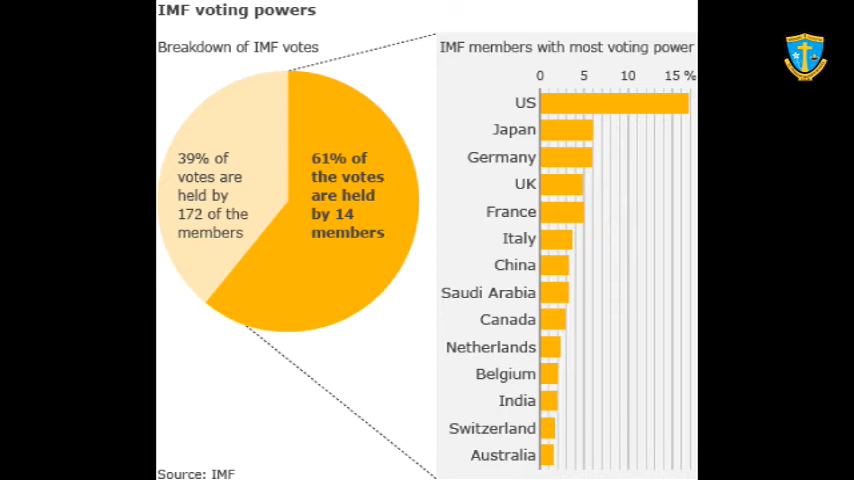 IMF voting powers
Breakdown of IMF votes
39% of
votes are
held by
172 of the
members
61% of
the votes
are held
by 14
members
IMF members with most voting power
0 5 10 15 %
US
Japan
Germany
UK
France
Italy
China
Saudi Arabia
Canada
Netherlands
Belgium
India
Switzerland
Australia
Source: IMF